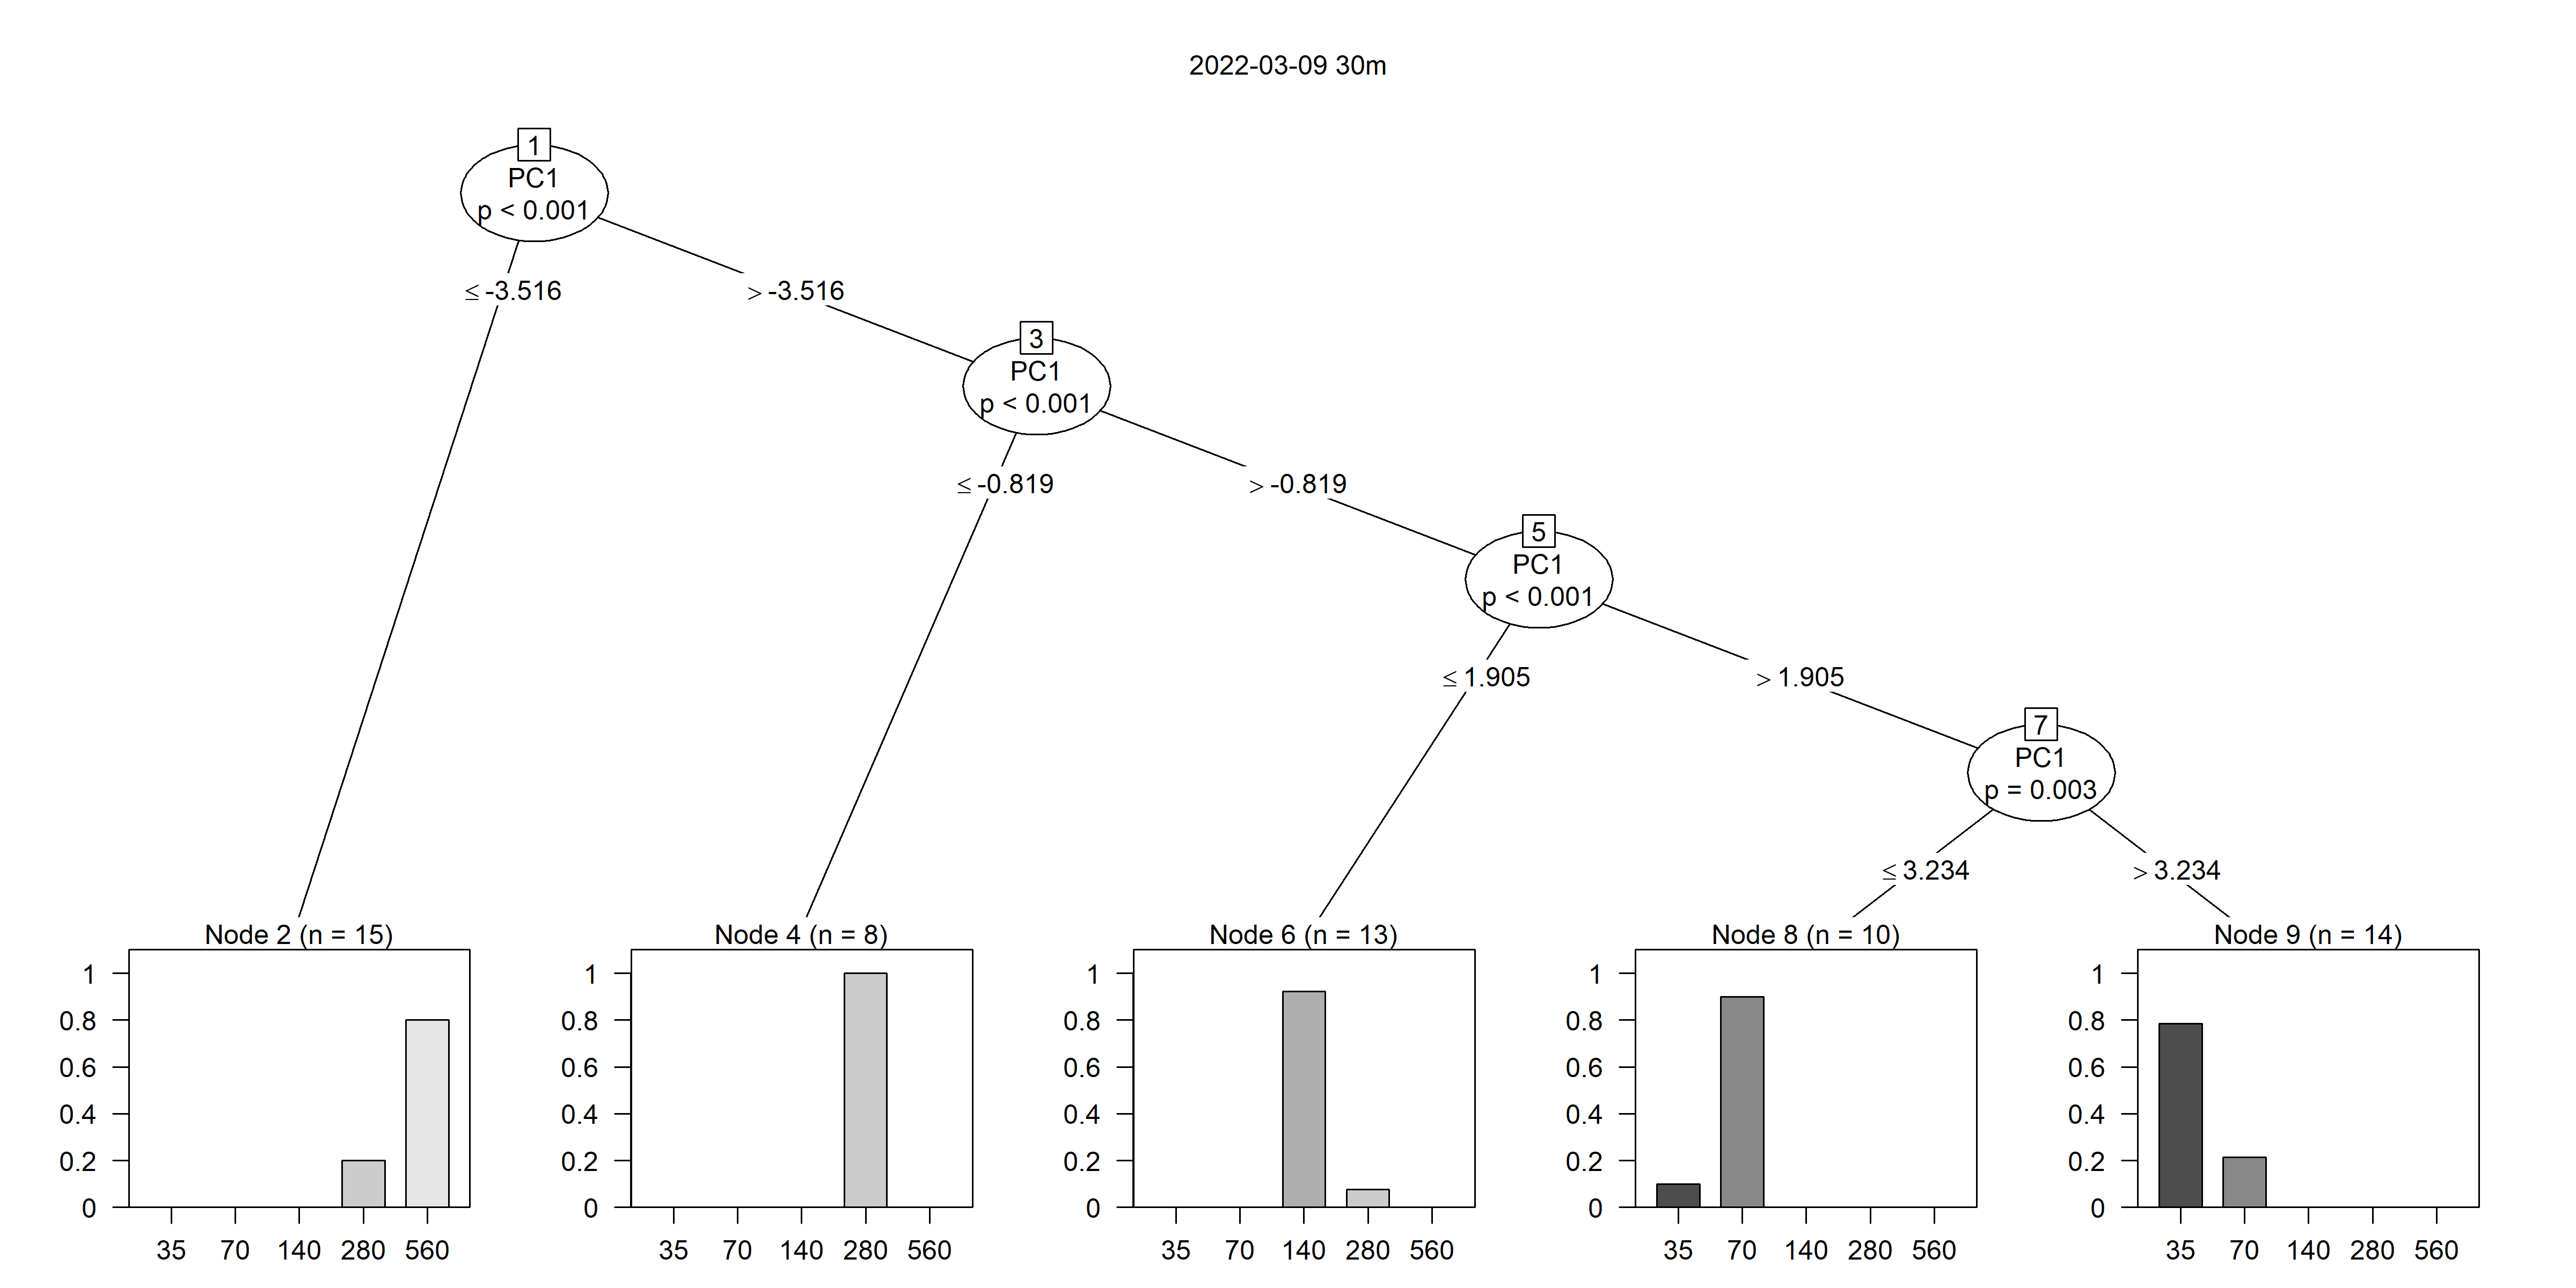 2022-03-09 30m
1
PC1
p < 0.001
≤ -3.516
> -3.516
3
PC1
p < 0.001
≤ -0.819
> -0.819
5
PC1
p < 0.001
≤ 1.905
> 1.905
7
PC1
p = 0.003
≤ 3.234
> 3.234
Node 2 (n = 15)
1
0.8
0.6
0.4
0.2
0
35 70 140 280 560
Node 4 (n = 8)
1
0.8
0.6
0.4
0.2
0
35 70 140 280 560
Node 6 (n = 13)
1
0.8
0.6
0.4
0.2
0
35 70 140 280 560
Node 8 (n = 10)
1
0.8
0.6
0.4
0.2
0
35 70 140 280 560
Node 9 (n = 14)
1
0.8
0.6
0.4
0.2
0
35 70 140 280 560